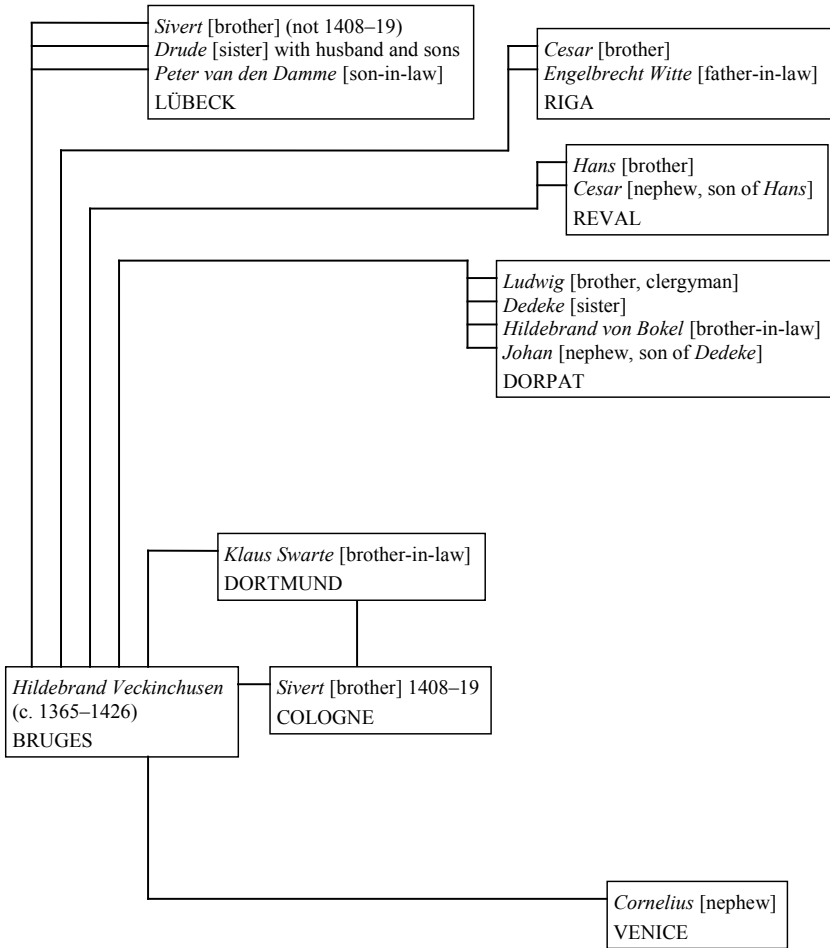 Sivert [brother] (not 1408–19)
Drude [sister] with husband and sons
Peter van den Damme [son-in-law]
LÜBECK
Cesar [brother]
Engelbrecht Witte [father-in-law]
RIGA
Hans [brother]
Cesar [nephew, son of Hans]
REVAL
Ludwig [brother, clergyman]
Dedeke [sister]
Hildebrand von Bokel [brother-in-law]
Johan [nephew, son of Dedeke]
DORPAT
Klaus Swarte [brother-in-law]
DORTMUND
Hildebrand Veckinchusen
(c. 1365–1426)
BRUGES
Sivert [brother] 1408–19
COLOGNE
Cornelius [nephew]
VENICE